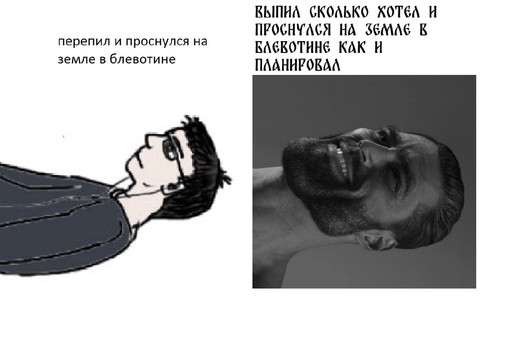 перепил и проснулся на
земле в блевотине
ВЫПИЛ СКОЛЬКО ХОТЕЛ И
ПРОСНУЛСЯ НА ЗЕМЛЕ В
БЛЕВОТИНЕ КАК И
ПЛАНИРОВАЛ